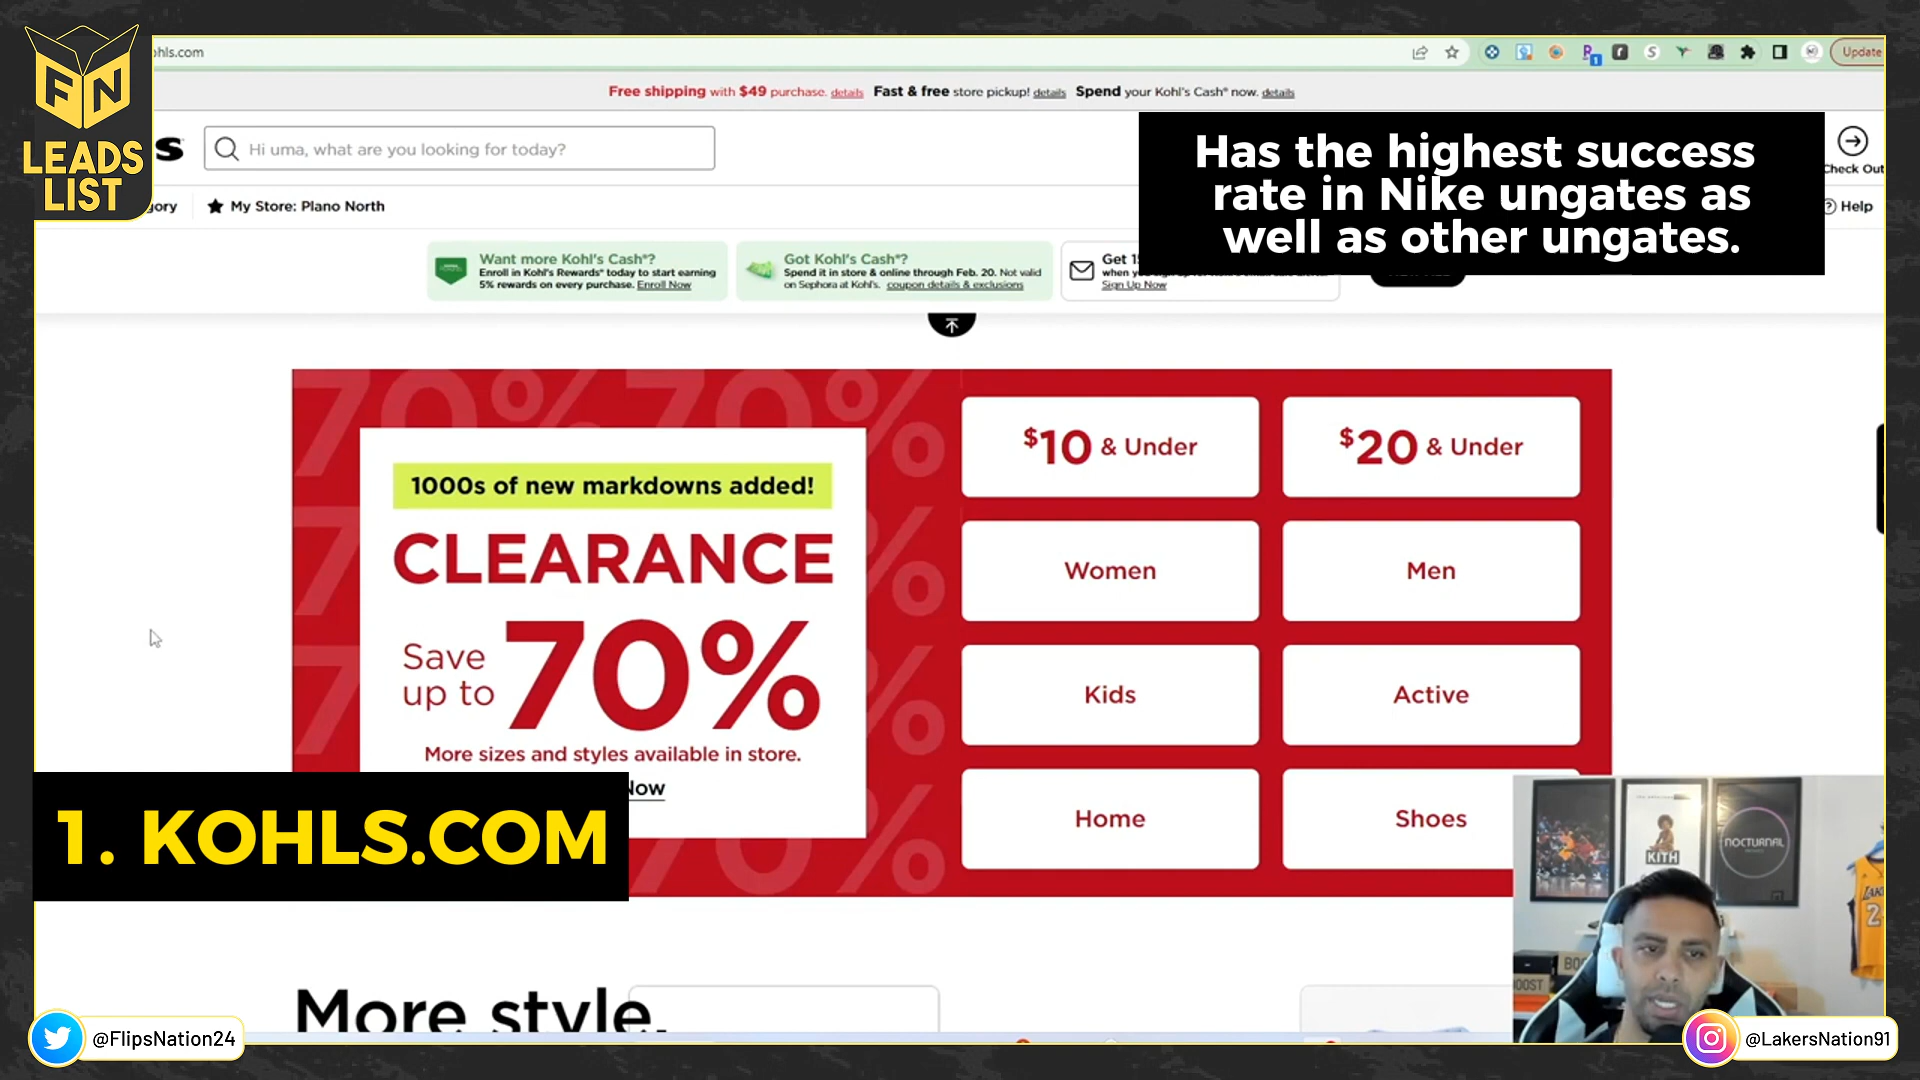 FN
LEADS
LIST
ohls.com
Update
Free shipping with $49 purchase. details Fast & free store pickup! details Spend your Kohl's Cash® now. details
S
Hi uma, what are you looking for today?
Check Out
gory
My Store: Plano North
Help
Has the highest success
rate in Nike ungates as
well as other ungates.
Want more Kohl's Cash®?
Enroll in Kohl's Rewards® today to start earning
5% rewards on every purchase. Enroll Now
Got Kohl's Cash®?
Spend it in store & online through Feb. 20. Not valid
on Sephora at Kohl's. coupon details & exclusions
Get 1
Sign Up Now
1000s of new markdowns added!
CLEARANCE
Save
up to
70%
More sizes and styles available in store.
Now
$10 & Under
$20 & Under
Women
Men
Kids
Active
Home
Shoes
1. KOHLS.COM
More style.
KITH
NOCTURNAL
BOOST
@FlipsNation24
@LakersNation91